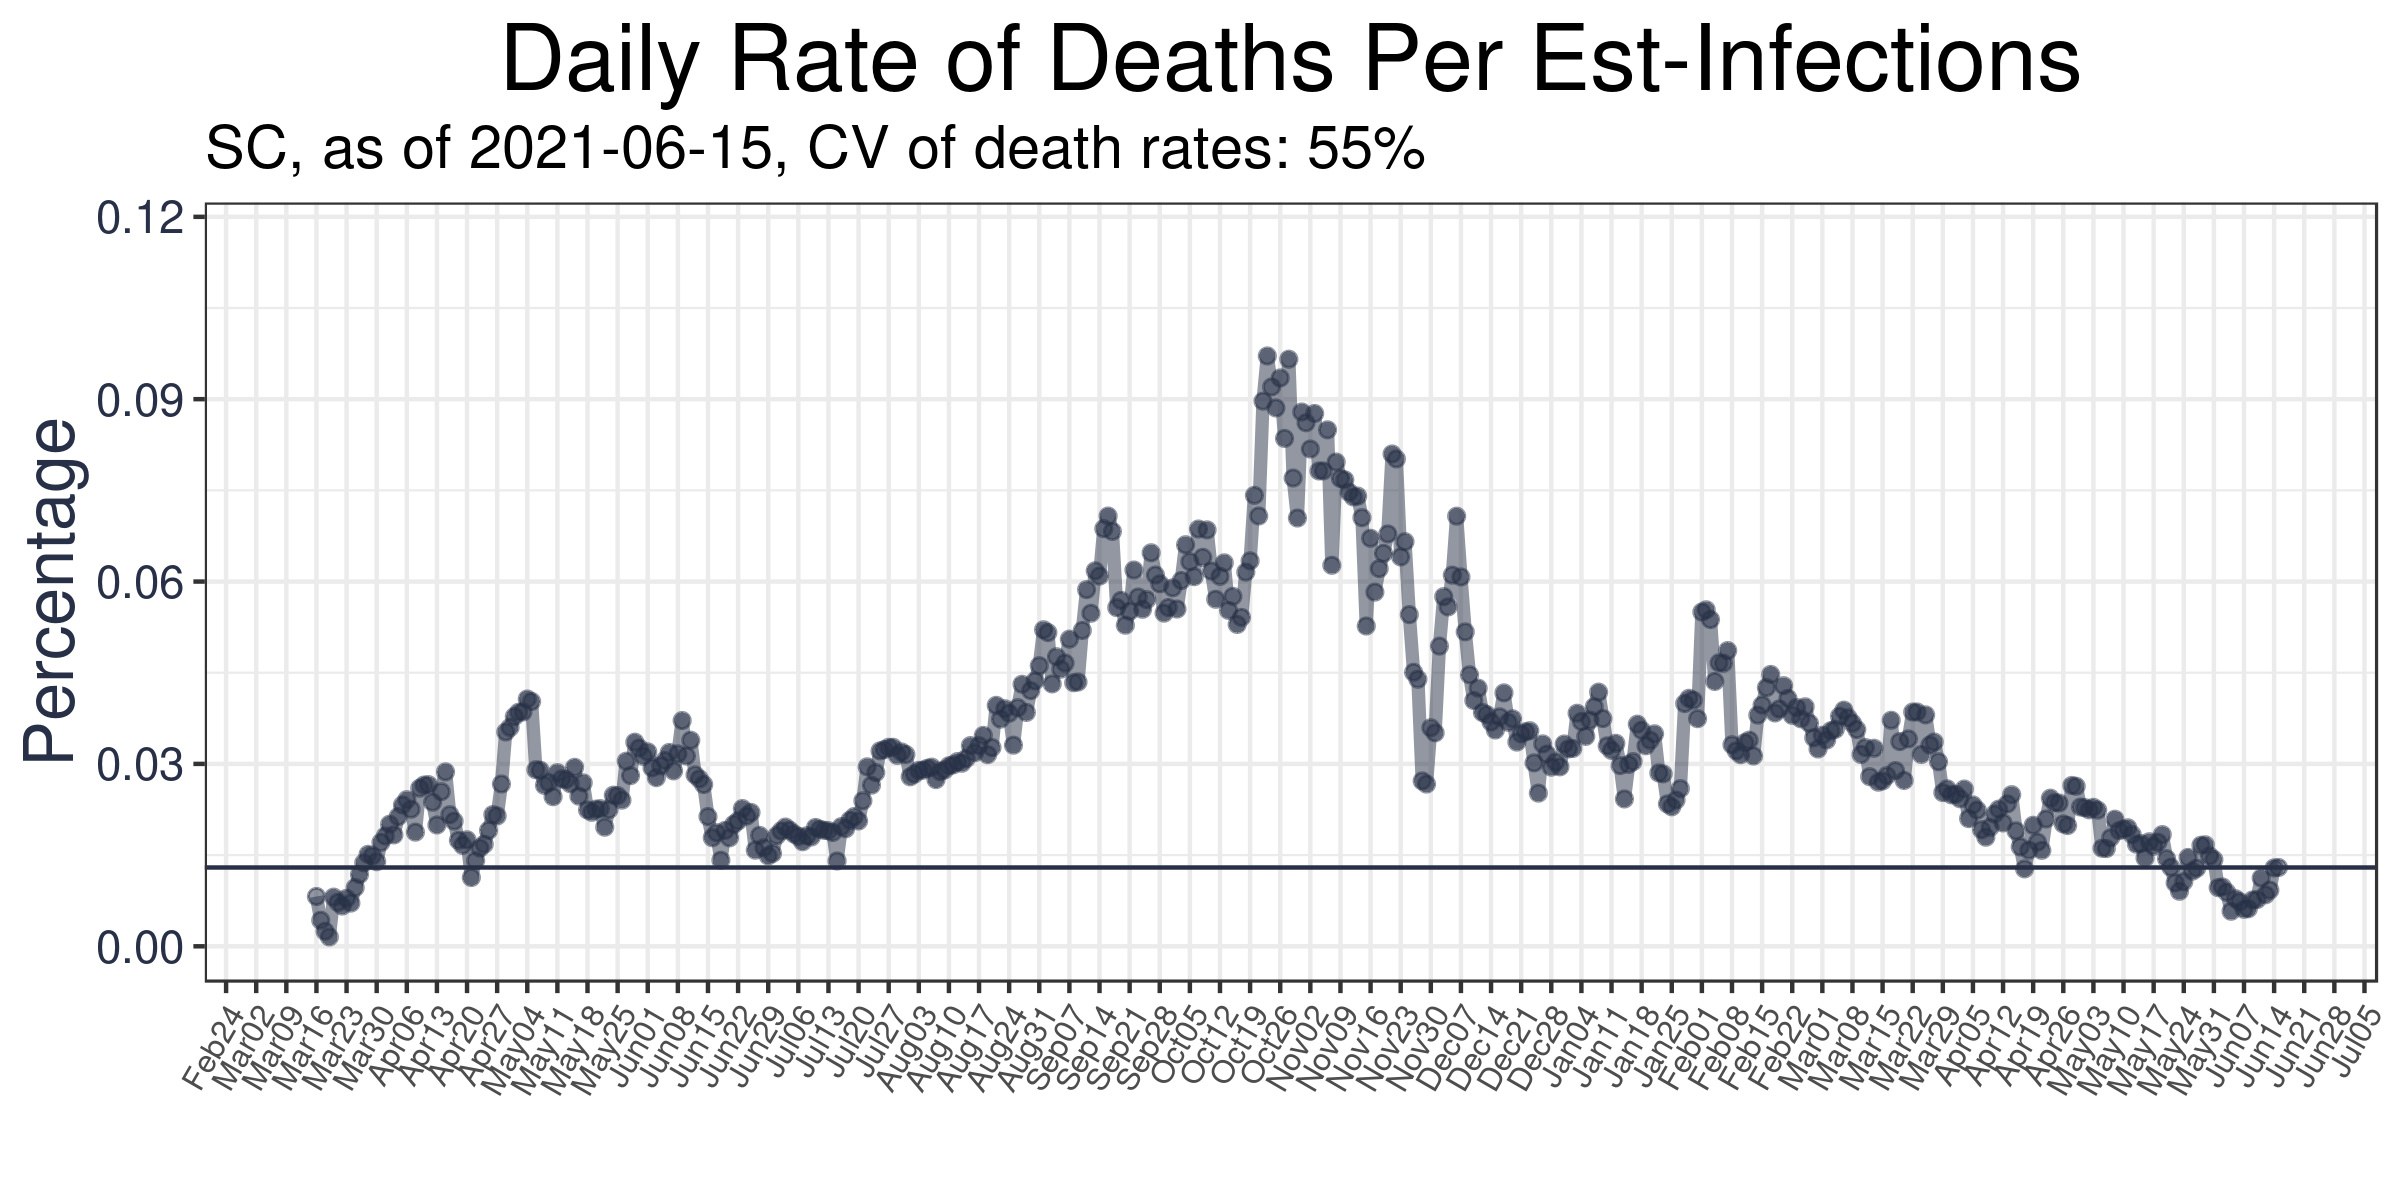 Daily Rate of Deaths Per Est-Infections
SC, as of 2021-06-15, CV of death rates: 55%
Percentage
0.12
0.09
0.06
0.03
0.00
Feb24
Mar02
Mar09
Mar16
Mar23
Mar30
Apr06
Apr13
Apr20
Apr27
May04
May11
May18
May25
Jun01
Jun08
Jun15
Jun22
Jun29
Jul06
Jul13
Jul20
Jul27
Aug03
Aug10
Aug17
Aug24
Aug31
Sep07
Sep14
Sep21
Sep28
Oct05
Oct12
Oct19
Oct26
Nov02
Nov09
Nov16
Nov23
Nov30
Dec07
Dec14
Dec21
Dec28
Jan04
Jan11
Jan18
Jan25
Feb01
Feb08
Feb15
Feb22
Mar01
Mar08
Mar15
Mar22
Mar29
Apr05
Apr12
Apr19
Apr26
May03
May10
May17
May24
May31
Jun07
Jun14
Jun21
Jun28
Jul05